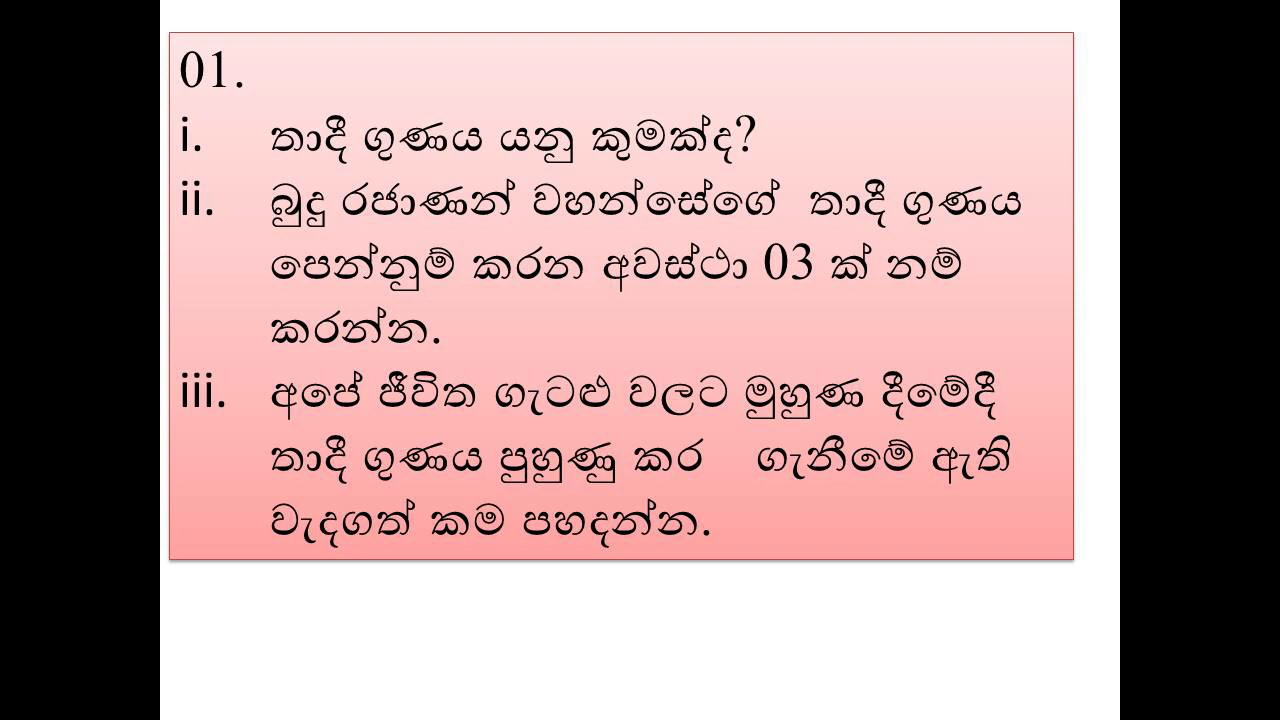 01.
i. තාදී ගුණය යනු කුමක්ද?
ii. බුදු රජාණන් වහන්සේගේ තාදී ගුණය
පෙන්නුම් කරන අවස්ථා 03 ක් නම්
කරන්න.
iii. අපේ ජීවිත ගැටළු වලට මුහුණ දීමේදී
තාදී ගුණය පුහුණු කර ගැනීමේ ඇති
වැදගත් කම පහදන්න.